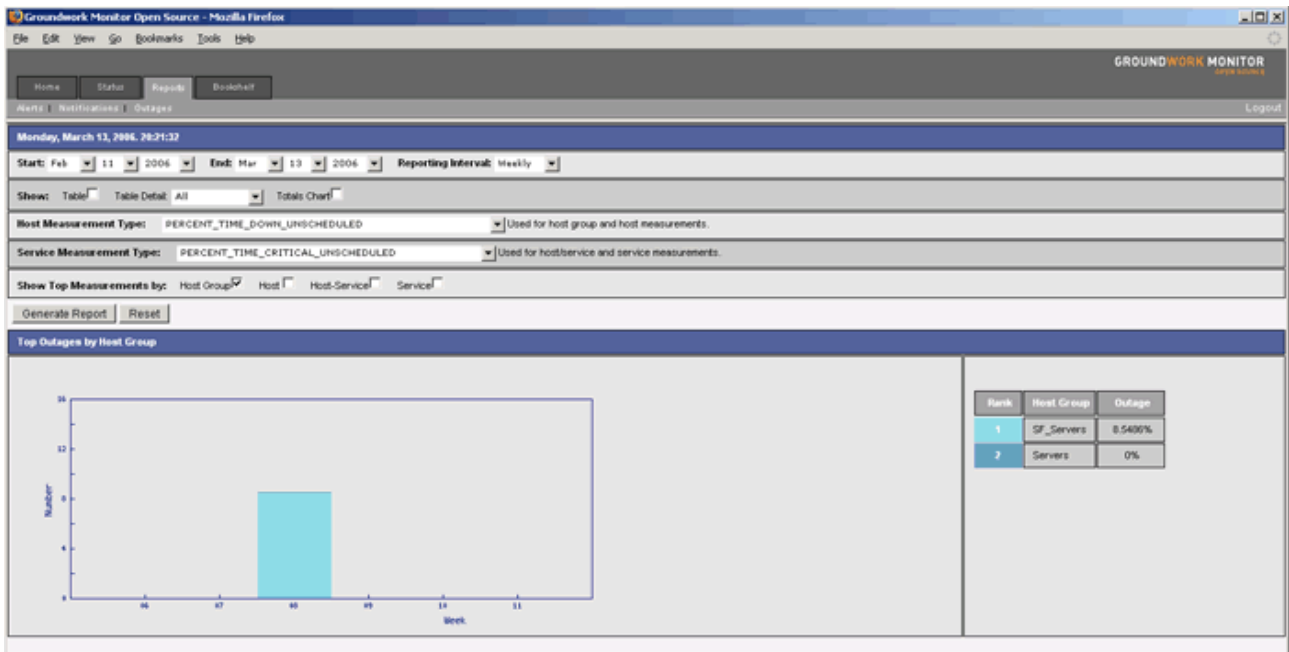 Groundwork Monitor Open Source - Mozilla Firefox
File Edit View Go Bookmarks Tools Help
GROUNDWORK MONITOR
OPEN SOURCE
Home Status Reports Bookshelf
Alerts | Notifications | Outages Logout
Monday, March 13, 2006. 20:21:32
Start: Feb 11 2006 End: Mar 13 2006 Reporting Interval: Weekly
Show: Table Table Detail: All Totals Chart
Host Measurement Type: PERCENT_TIME_DOWN_UNSCHEDULED Used for host group and host measurements.
Service Measurement Type: PERCENT_TIME_CRITICAL_UNSCHEDULED Used for host/service and service measurements.
Show Top Measurements by: Host Group Host Host-Service Service
Generate Report Reset
Top Outages by Host Group
Rank Host Group Outage
1 SF_Servers 8.5486%
2 Servers 0%
16
12
Number
8
4
0
06 07 08 09 10 11
Week